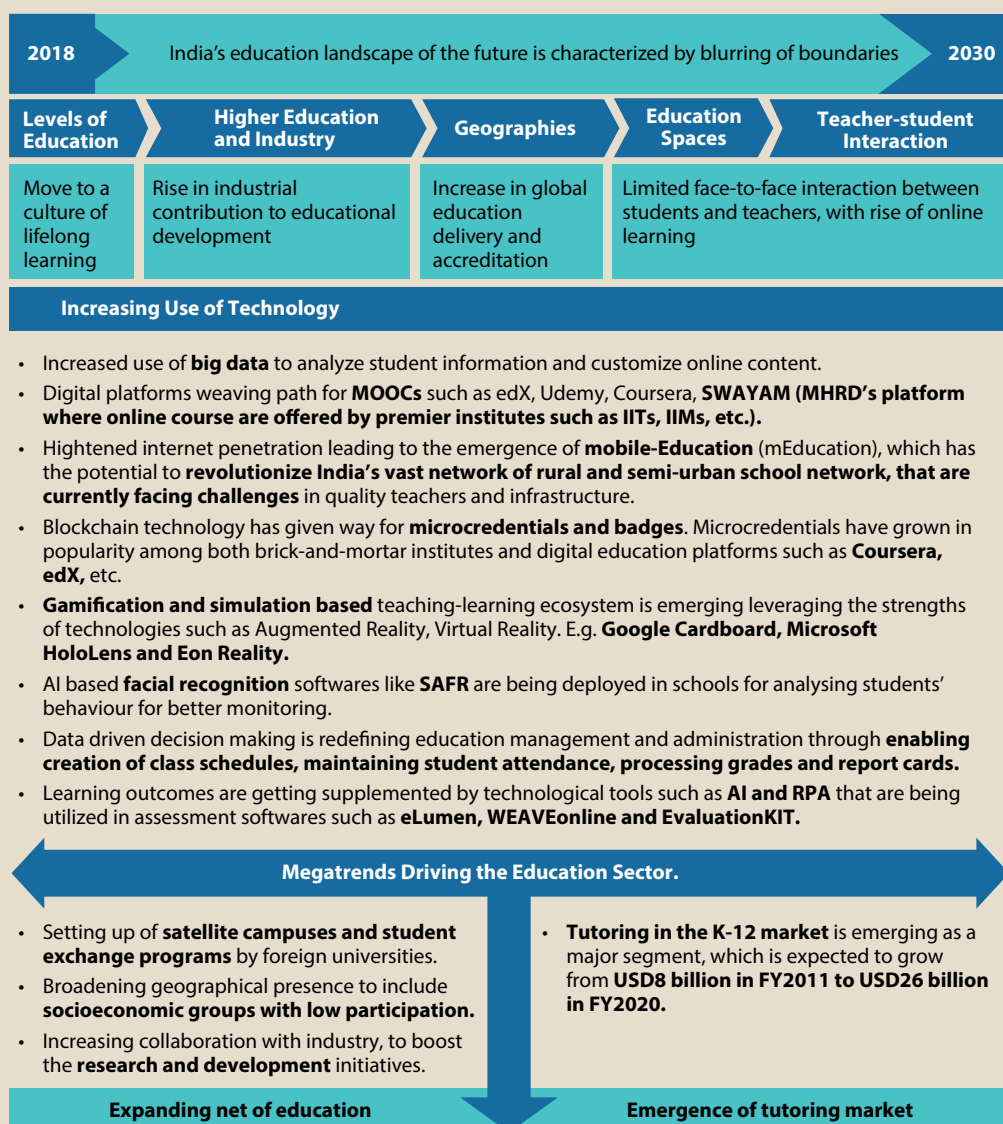 2018
India's education landscape of the future is characterized by blurring of boundaries
2030
Levels of
Education
Higher Education
and Industry
Geographies
Education
Spaces
Teacher-student
Interaction
Move to a
culture of
lifelong
learning
Rise in industrial
contribution to educational
development
Increase in global
education
delivery and
accreditation
Limited face-to-face interaction between
students and teachers, with rise of online
learning
Increasing Use of Technology
• Increased use of big data to analyze student information and customize online content.
• Digital platforms weaving path for MOOCs such as edX, Udemy, Coursera, SWAYAM (MHRD's platform
where online course are offered by premier institutes such as IITs, IIMs, etc.).
• Hightened internet penetration leading to the emergence of mobile-Education (mEducation), which has
the potential to revolutionize India's vast network of rural and semi-urban school network, that are
currently facing challenges in quality teachers and infrastructure.
• Blockchain technology has given way for microcredentials and badges. Microcredentials have grown in
popularity among both brick-and-mortar institutes and digital education platforms such as Coursera,
edX, etc.
• Gamification and simulation based teaching-learning ecosystem is emerging leveraging the strengths
of technologies such as Augmented Reality, Virtual Reality. E.g. Google Cardboard, Microsoft
HoloLens and Eon Reality.
• AI based facial recognition softwares like SAFR are being deployed in schools for analysing students'
behaviour for better monitoring.
• Data driven decision making is redefining education management and administration through enabling
creation of class schedules, maintaining student attendance, processing grades and report cards.
• Learning outcomes are getting supplemented by technological tools such as AI and RPA that are being
utilized in assessment softwares such as eLumen, WEAVEonline and EvaluationKIT.
Megatrends Driving the Education Sector.
• Setting up of satellite campuses and student
exchange programs by foreign universities.
• Broadening geographical presence to include
socioeconomic groups with low participation.
• Increasing collaboration with industry, to boost
the research and development initiatives.
Expanding net of education
• Tutoring in the K-12 market is emerging as a
major segment, which is expected to grow
from USD8 billion in FY2011 to USD26 billion
in FY2020.
Emergence of tutoring market